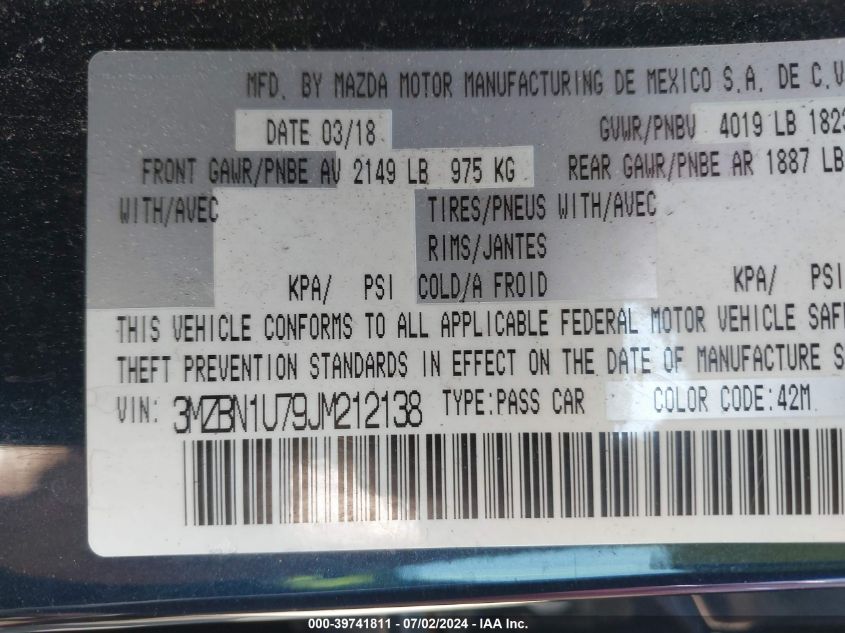 MFD. BY MAZDA MOTOR MANUFACTURING DE MEXICO S.A. DE C.V
DATE 03/18 GVWR/PNBV 4019 LB 1823
FRONT GAWR/PNBE AV 2149 LB 975 KG REAR GAWR/PNBE AR 1887 LB
WITH/AVEC TIRES/PNEUS WITH/AVEC
RIMS/JANTES
KPA/ PSI COLD/A FROID KPA/ PSI
THIS VEHICLE CONFORMS TO ALL APPLICABLE FEDERAL MOTOR VEHICLE SAF
THEFT PREVENTION STANDARDS IN EFFECT ON THE DATE OF MANUFACTURE S
VIN: 3MZBN1U79JM212138 TYPE:PASS CAR COLOR CODE:42M
000-39741811 - 07/02/2024 - IAA Inc.